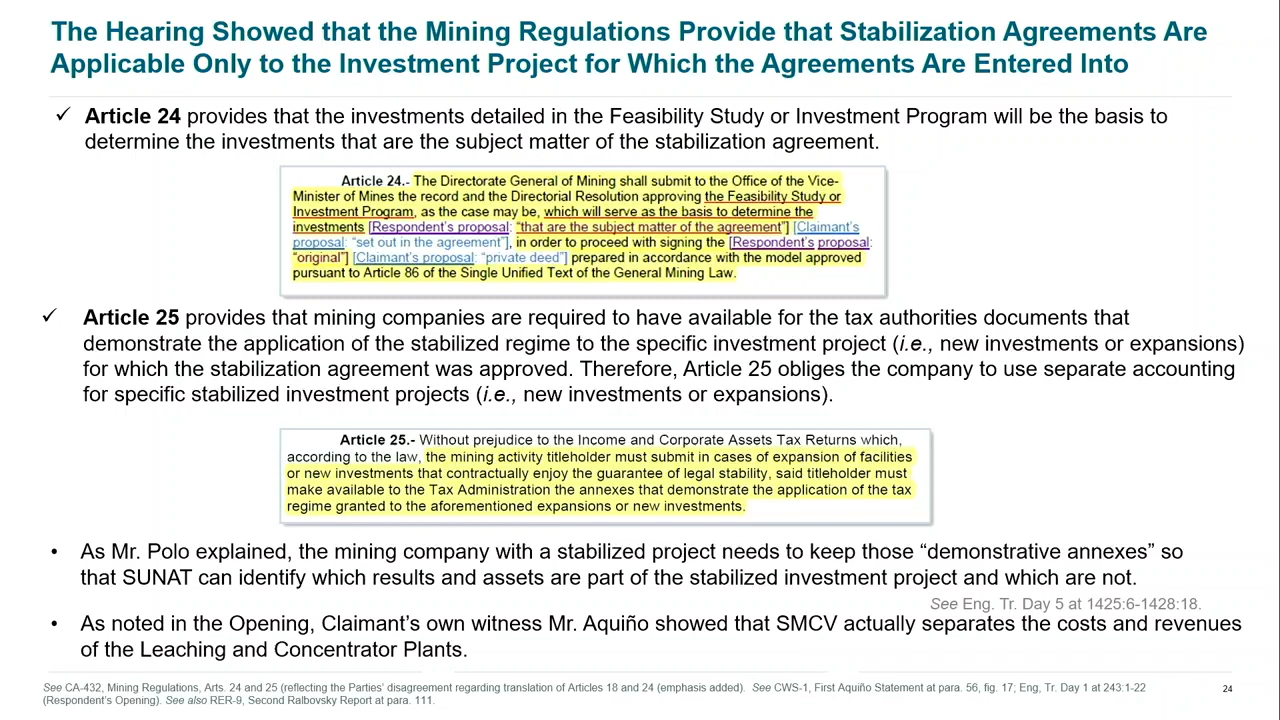 The Hearing Showed that the Mining Regulations Provide that Stabilization Agreements Are
Applicable Only to the Investment Project for Which the Agreements Are Entered Into
✓ Article 24 provides that the investments detailed in the Feasibility Study or Investment Program will be the basis to
determine the investments that are the subject matter of the stabilization agreement.
Article 24.- The Directorate General of Mining shall submit to the Office of the Vice-
Minister of Mines the record and the Directorial Resolution approving the Feasibility Study or
Investment Program, as the case may be, which will serve as the basis to determine the
investments [Respondent's proposal: “that are the subject matter of the agreement”] [Claimant's
proposal: “set out in the agreement”], in order to proceed with signing the [Respondent's proposal:
“original”] [Claimant's proposal: “private deed”] prepared in accordance with the model approved
pursuant to Article 86 of the Single Unified Text of the General Mining Law.
✓ Article 25 provides that mining companies are required to have available for the tax authorities documents that
demonstrate the application of the stabilized regime to the specific investment project (i.e., new investments or expansions)
for which the stabilization agreement was approved. Therefore, Article 25 obliges the company to use separate accounting
for specific stabilized investment projects (i.e., new investments or expansions).
Article 25.- Without prejudice to the Income and Corporate Assets Tax Returns which,
according to the law, the mining activity titleholder must submit in cases of expansion of facilities
or new investments that contractually enjoy the guarantee of legal stability, said titleholder must
make available to the Tax Administration the annexes that demonstrate the application of the tax
regime granted to the aforementioned expansions or new investments.
• As Mr. Polo explained, the mining company with a stabilized project needs to keep those “demonstrative annexes” so
that SUNAT can identify which results and assets are part of the stabilized investment project and which are not.
See Eng. Tr. Day 5 at 1425:6-1428:18.
• As noted in the Opening, Claimant's own witness Mr. Aquiño showed that SMCV actually separates the costs and revenues
of the Leaching and Concentrator Plants.
See CA-432, Mining Regulations, Arts. 24 and 25 (reflecting the Parties' disagreement regarding translation of Articles 18 and 24 (emphasis added). See CWS-1, First Aquiño Statement at para. 56, fig. 17; Eng, Tr. Day 1 at 243:1-22
(Respondent's Opening). See also RER-9, Second Ralbovsky Report at para. 111.
24